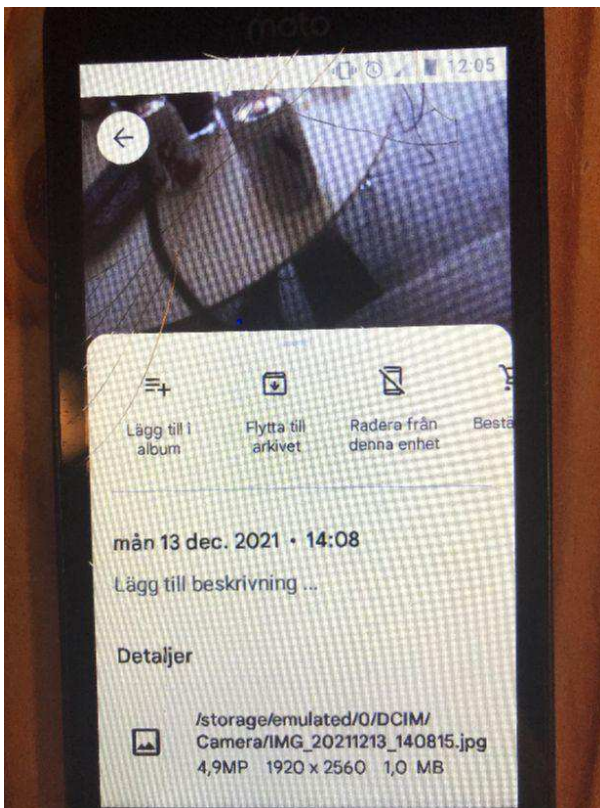 moto
12:05
Lägg till i
album
Flytta till
arkivet
Radera från
denna enhet
Bestä
mån 13 dec. 2021 • 14:08
Lägg till beskrivning ...
Detaljer
/storage/emulated/0/DCIM/
Camera/IMG_20211213_140815.jpg
4,9MP 1920 x 2560 1,0 MB